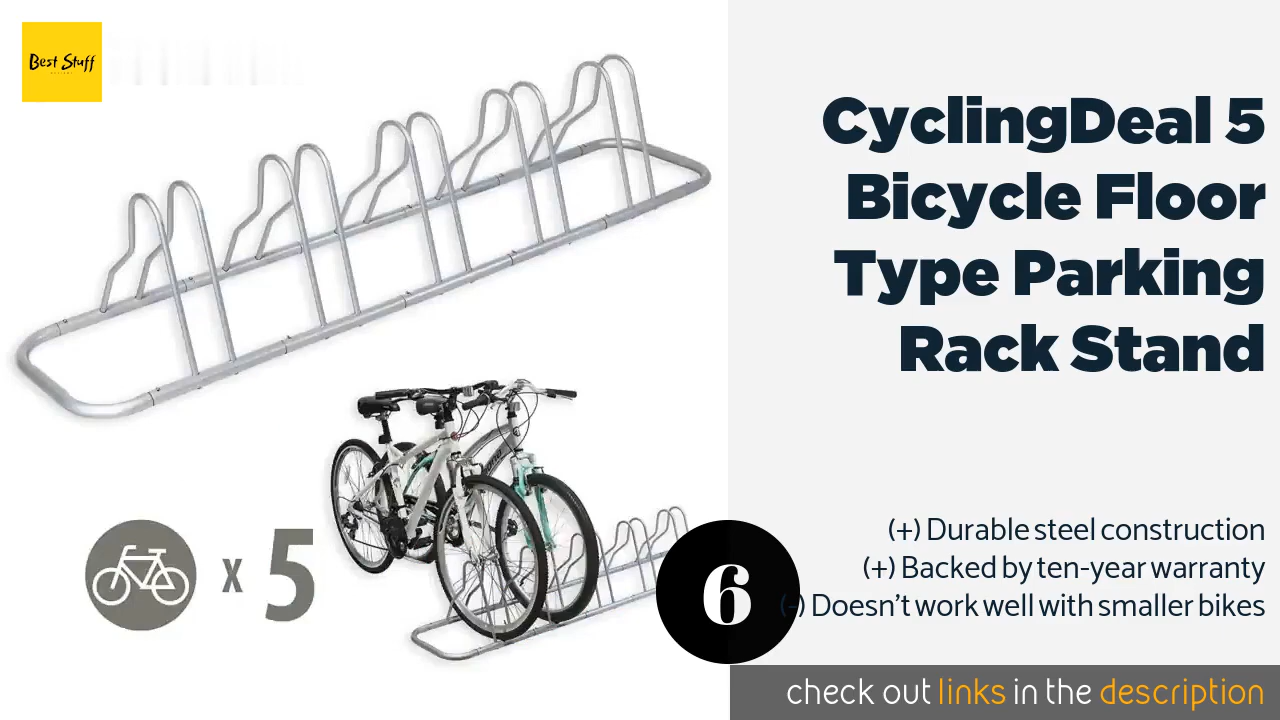 Best Stuff
CyclingDeal 5
Bicycle Floor
Type Parking
Rack Stand
x 5
(+) Durable steel construction
(+) Backed by ten-year warranty
(-) Doesn't work well with smaller bikes
6
check out links in the description